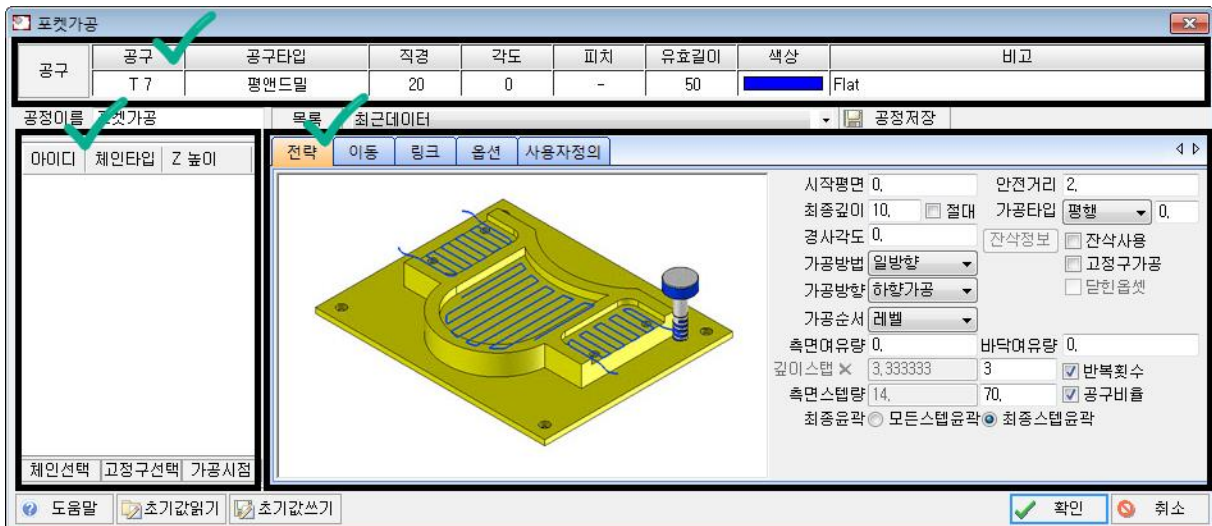 포켓가공
공구 공구 공구타입 직경 각도 피치 유효길이 색상 비고
T 7 평앤드밀 20 0 - 50 Flat
공정이름 포켓가공 목록 최근데이터 공정저장
아이디 체인타입 Z 높이
전략 이동 링크 옵션 사용자정의
시작평면 0, 안전거리 2,
최종깊이 10, 절대 가공타입 평행 0,
경사각도 0, 잔삭정보 잔삭사용
가공방법 일방향 고정구가공
가공방향 하향가공 닫힌옵셋
가공순서 레벨
측면여유량 0, 바닥여유량 0,
깊이스탭 3,333333 3 반복횟수
측면스텝량 14, 70, 공구비율
최종윤곽 모든스텝윤곽 최종스텝윤곽
체인선택 고정구선택 가공시점
도움말 초기값읽기 초기값쓰기 확인 취소